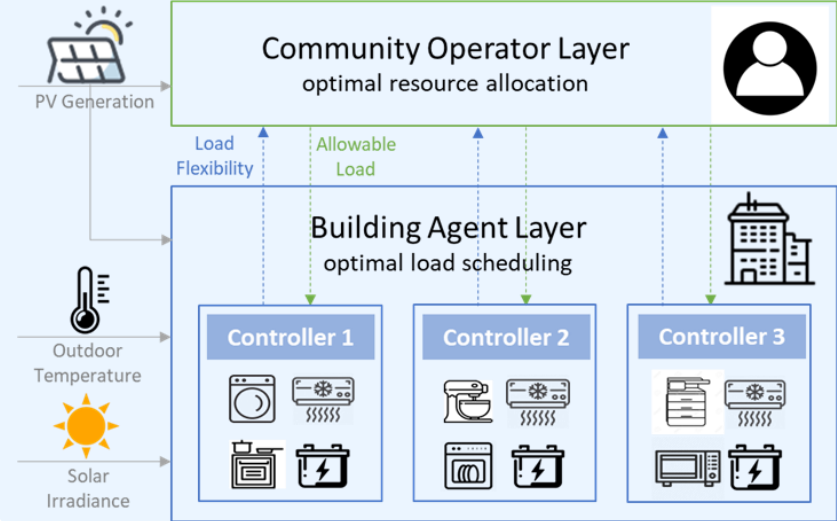 Community Operator Layer
optimal resource allocation
PV Generation
Load
Flexibility
Allowable
Load
Building Agent Layer
optimal load scheduling
Controller 1
Controller 2
Controller 3
Outdoor
Temperature
Solar
Irradiance